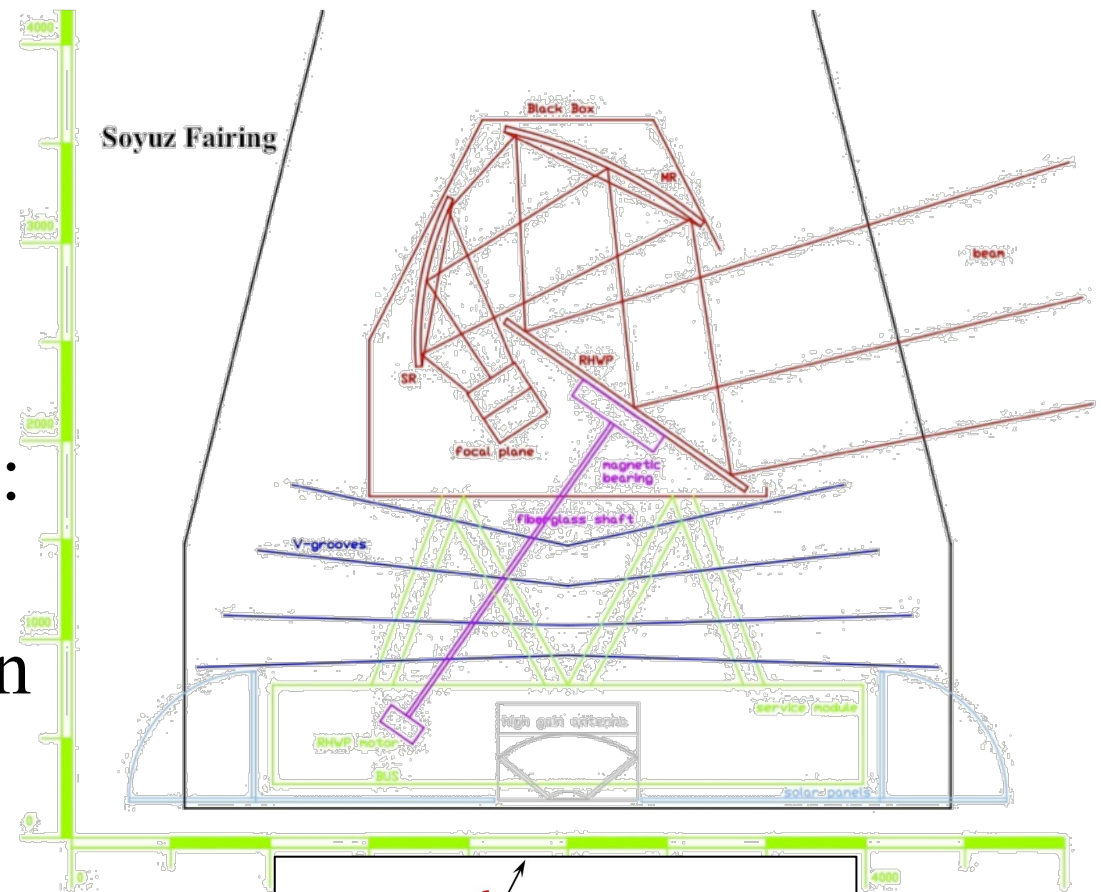 4000
Black Box
Soyuz Fairing
MR
3000
beam
RHWP
SR
2000
focal plane
magnetic
bearing
:
fiberglass shaft
V-grooves
1000
n
service module
high gain antenna
RHWP motor
BUS
solar panels
0
0
4000